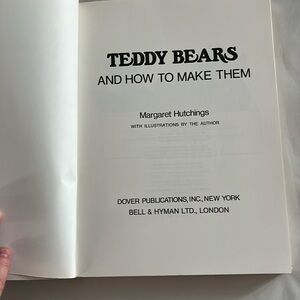 TEDDY BEARS
AND HOW TO MAKE THEM
Margaret Hutchings
WITH ILLUSTRATIONS BY THE AUTHOR
DOVER PUBLICATIONS, INC., NEW YORK
BELL & HYMAN LTD., LONDON